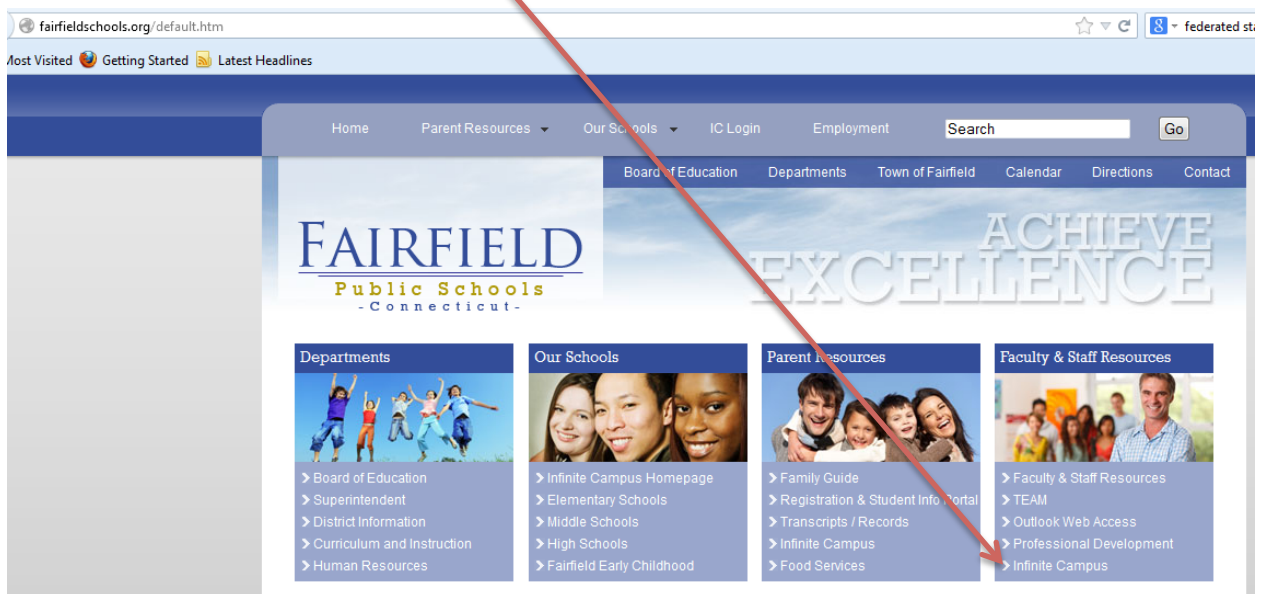 fairfieldschools.org/default.htm
8 federated sta
Most Visited Getting Started Latest Headlines
Home Parent Resources Our Schools IC Login Employment Search Go
Board of Education Departments Town of Fairfield Calendar Directions Contact
ACHIEVE
EXCELLENCE
FAIRFIELD
Public Schools
-Connecticut-
Departments
Board of Education
Superintendent
District Information
Curriculum and Instruction
Human Resources
Our Schools
Infinite Campus Homepage
Elementary Schools
Middle Schools
High Schools
Fairfield Early Childhood
Parent Resources
Family Guide
Registration & Student Info Portal
Transcripts / Records
Infinite Campus
Food Services
Faculty & Staff Resources
Faculty & Staff Resources
TEAM
Outlook Web Access
Professional Development
Infinite Campus